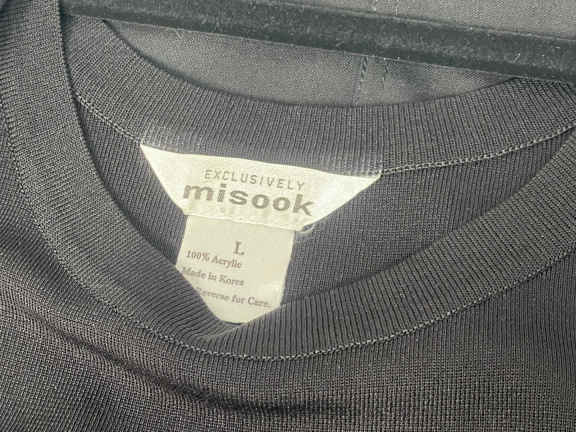 EXCLUSIVELY
misook
L
100% Acrylic
Made in Korea
Reverse for Care.